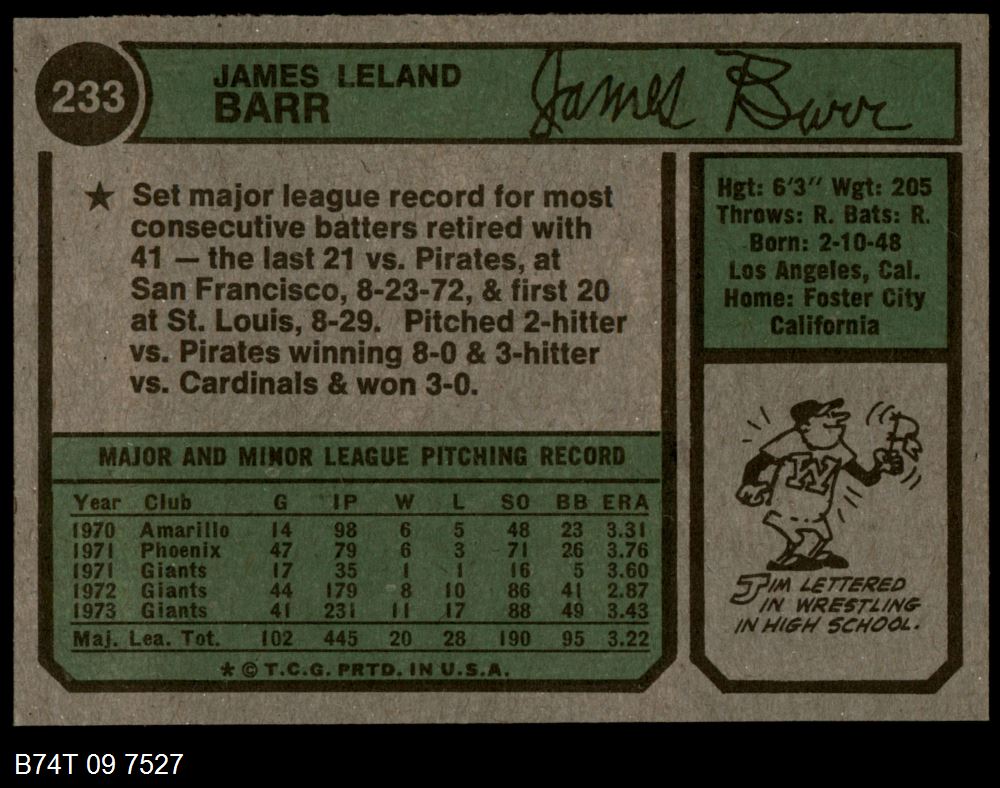 233
JAMES LELAND
BARR
James Barr
★ Set major league record for most
consecutive batters retired with
41 — the last 21 vs. Pirates, at
San Francisco, 8-23-72, & first 20
at St. Louis, 8-29. Pitched 2-hitter
vs. Pirates winning 8-0 & 3-hitter
vs. Cardinals & won 3-0.
MAJOR AND MINOR LEAGUE PITCHING RECORD
Year Club G IP W L SO BB ERA
1970 Amarillo 14 98 6 5 48 23 3.31
1971 Phoenix 47 79 6 3 71 26 3.76
1971 Giants 17 35 1 1 16 5 3.60
1972 Giants 44 179 8 10 86 41 2.87
1973 Giants 41 231 11 17 88 49 3.43
Maj. Lea. Tot. 102 445 20 28 190 95 3.22
* © T.C.G. PRTD. IN U.S.A.
Hgt: 6'3" Wgt: 205
Throws: R. Bats: R.
Born: 2-10-48
Los Angeles, Cal.
Home: Foster City
California
W
JIM LETTERED
IN WRESTLING
IN HIGH SCHOOL.
B74T 09 7527